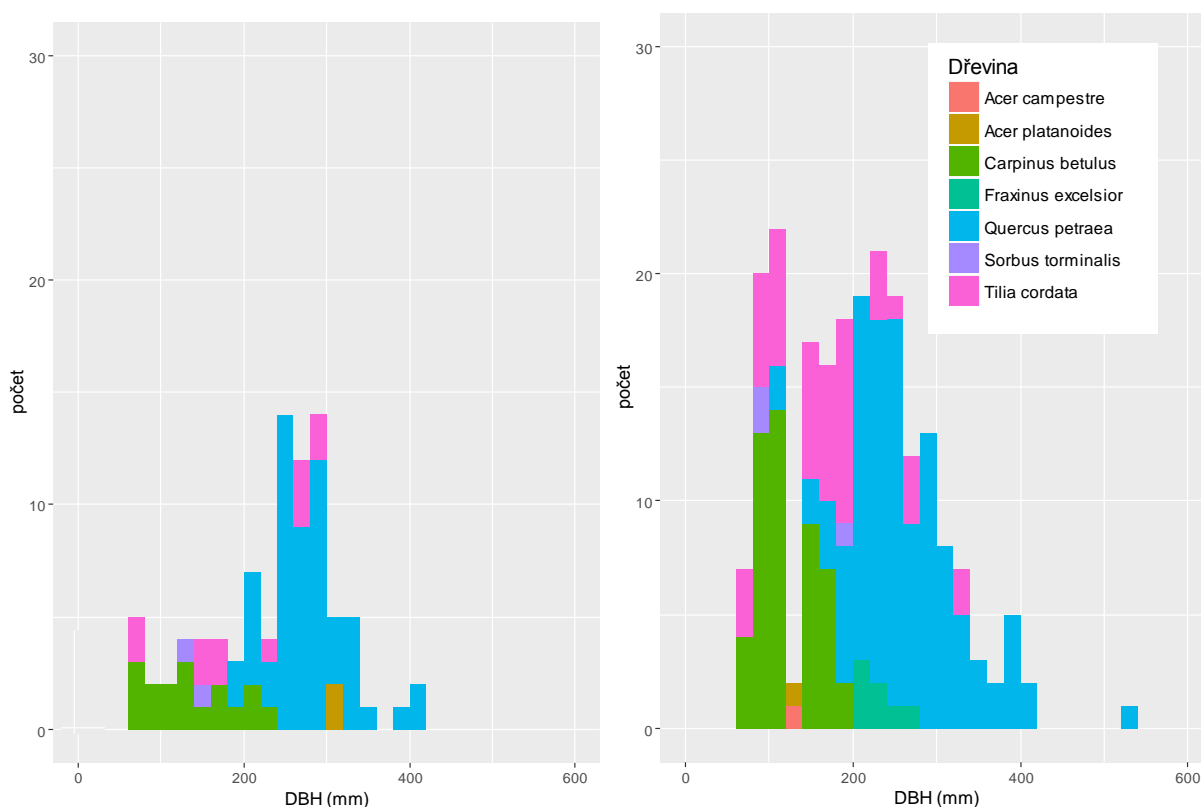 30
20
10
0
počet
0
200
400
600
DBH (mm)
30
20
10
0
počet
0
200
400
600
DBH (mm)
Dřevina
Acer campestre
Acer platanoides
Carpinus betulus
Fraxinus excelsior
Quercus petraea
Sorbus torminalis
Tilia cordata